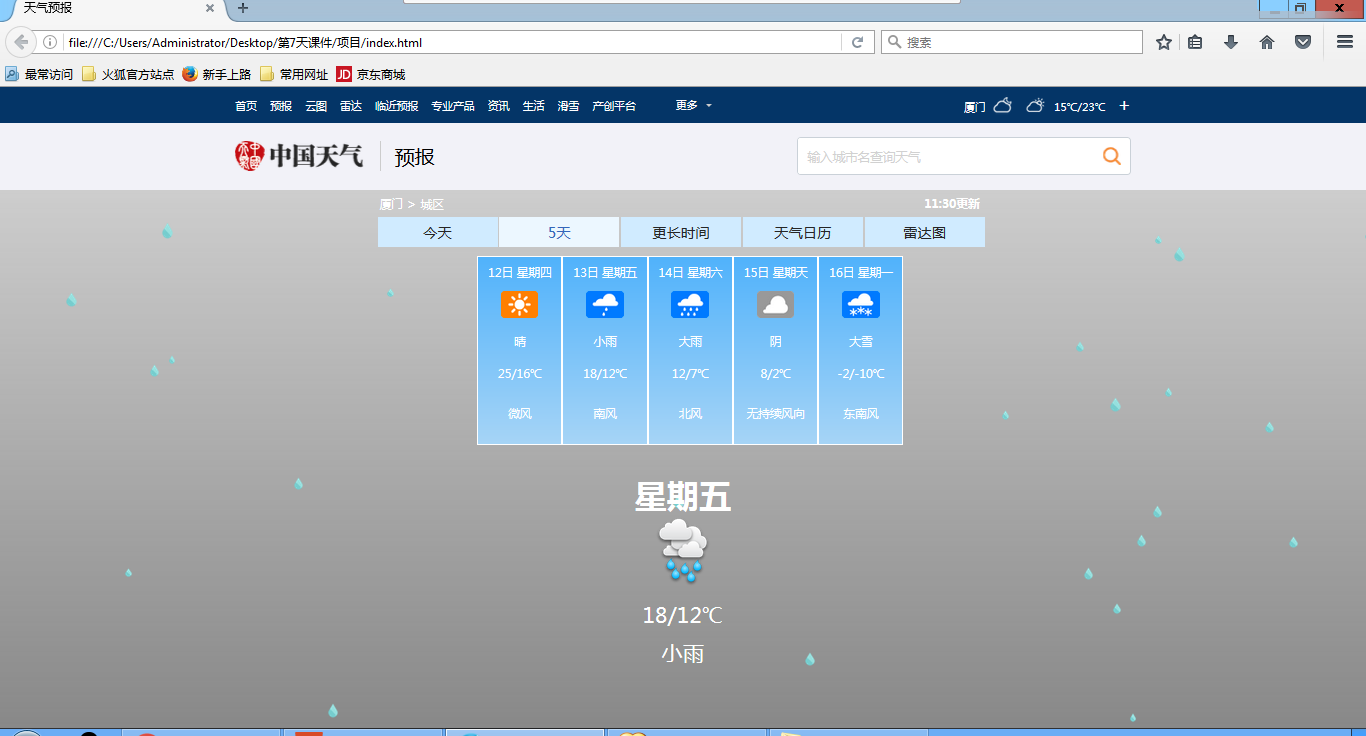 天气预报
file:///C:/Users/Administrator/Desktop/第7天课件/项目/index.html
搜索
最常访问 火狐官方站点 新手上路 常用网址 JD 京东商城
首页 预报 云图 雷达 临近预报 专业产品 资讯 生活 滑雪 产创平台 更多 厦门 15℃/23℃ +
中国天气 预报 输入城市名查询天气
厦门 > 城区 11:30更新
今天 5天 更长时间 天气日历 雷达图
12日 星期四 13日 星期五 14日 星期六 15日 星期天 16日 星期一
晴 小雨 大雨 阴 大雪
25/16℃ 18/12℃ 12/7℃ 8/2℃ -2/-10℃
微风 南风 北风 无持续风向 东南风
星期五
18/12℃
小雨